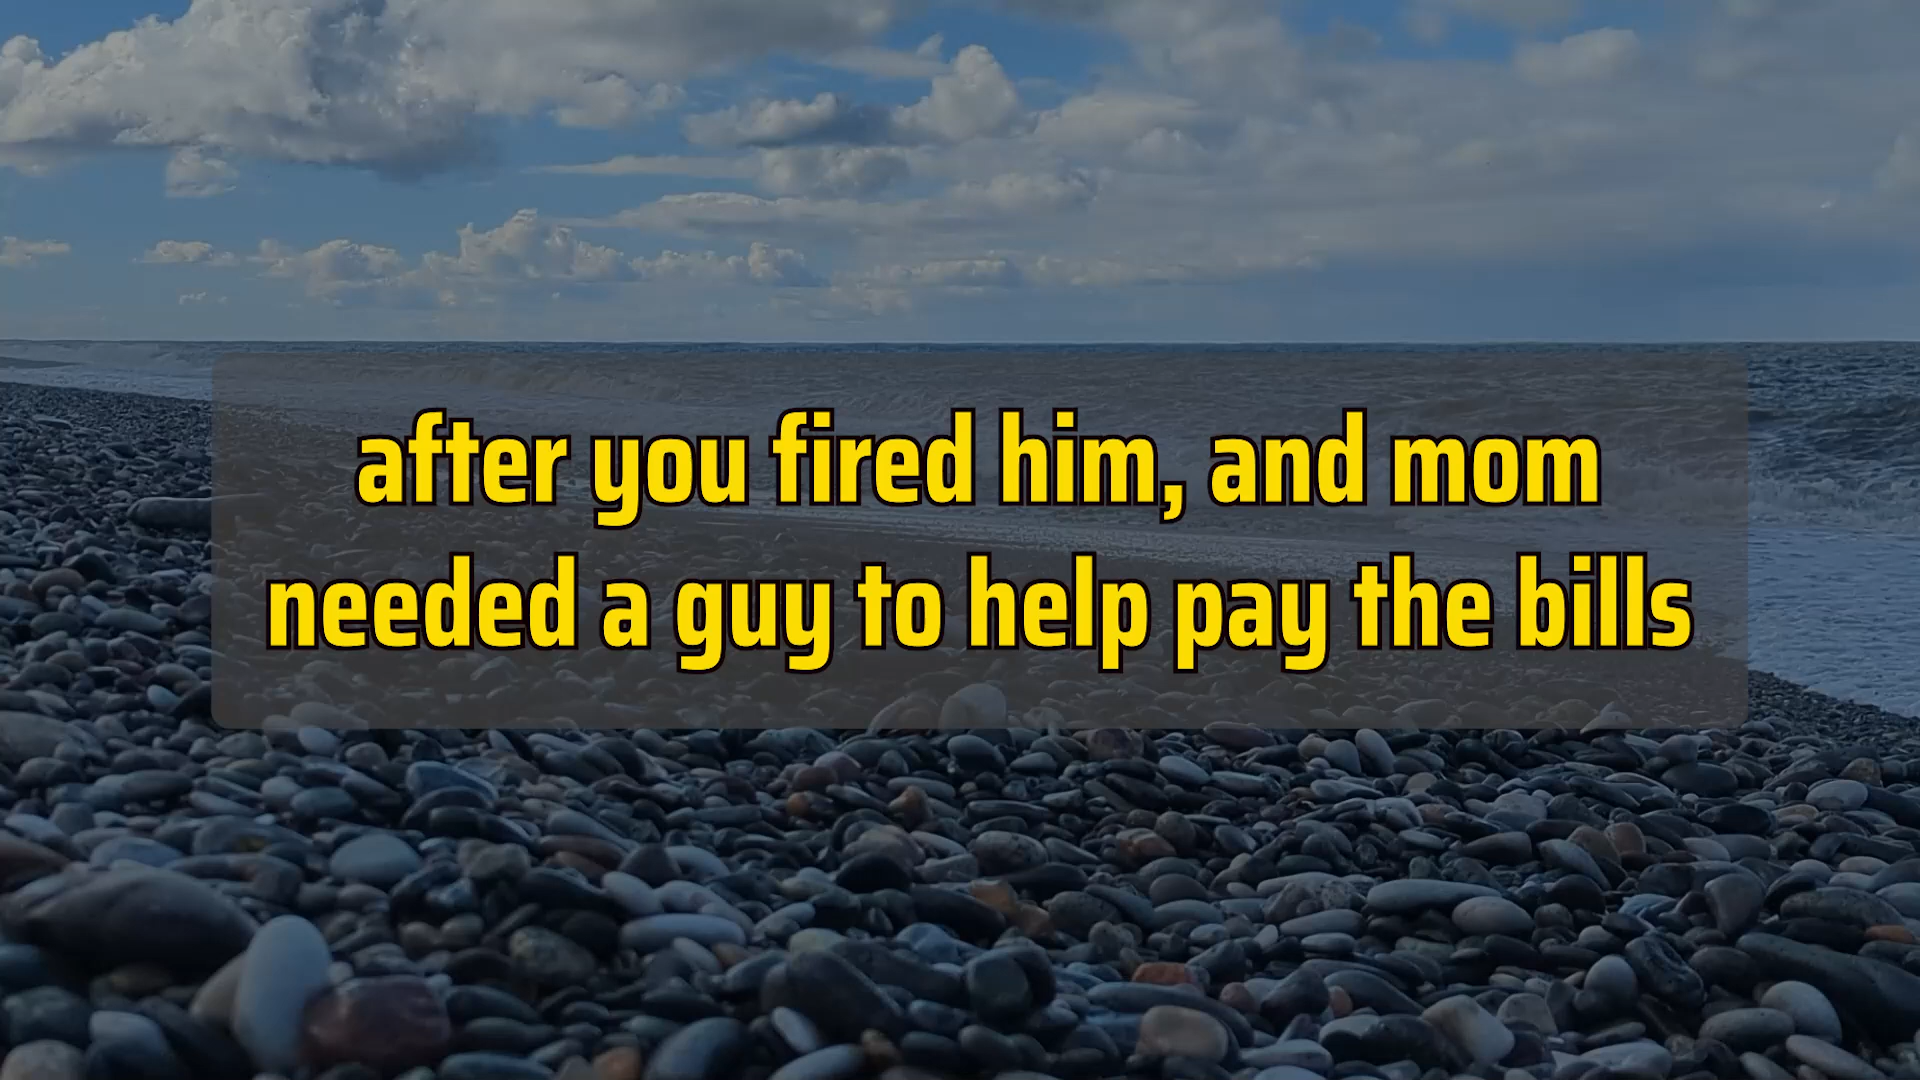 after you fired him, and mom
needed a guy to help pay the bills